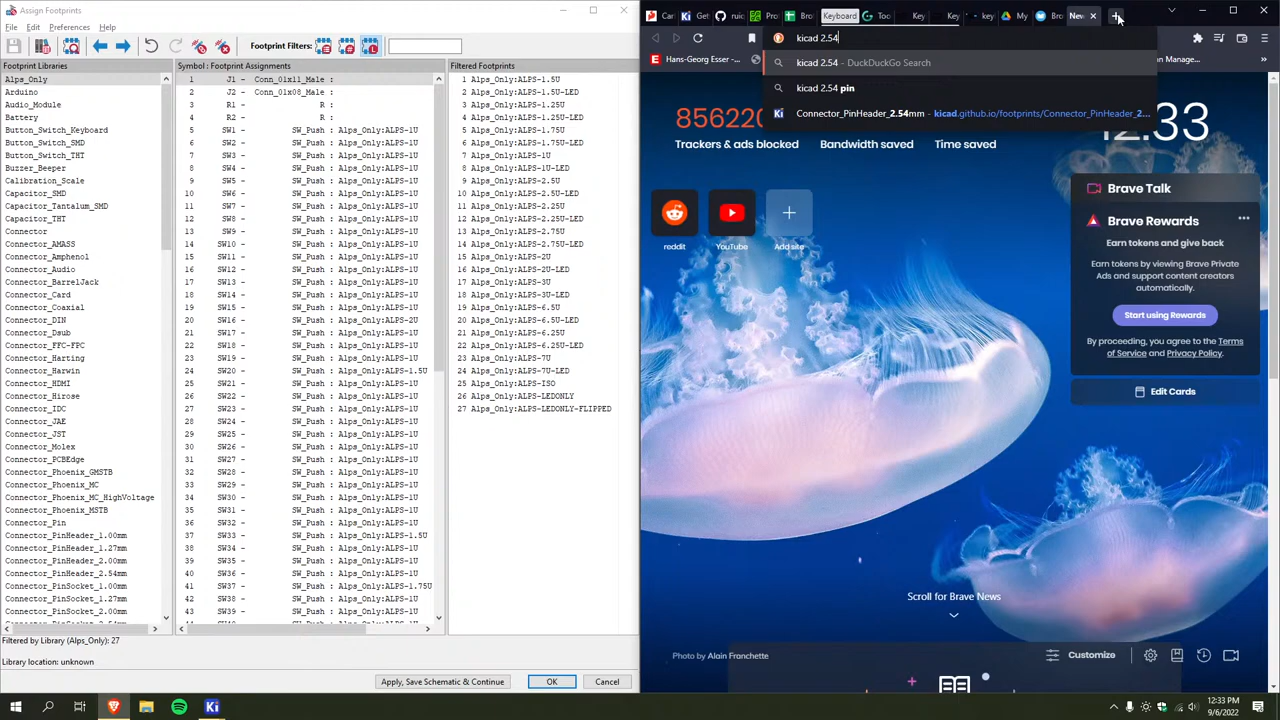 Assign Footprints
File Edit Preferences Help
Footprint Filters:
Footprint Libraries
Alps_Only
Arduino
Audio_Module
Battery
Button_Switch_Keyboard
Button_Switch_SMD
Button_Switch_THT
Buzzer_Beeper
Calibration_Scale
Capacitor_SMD
Capacitor_Tantalum_SMD
Capacitor_THT
Connector
Connector_AMASS
Connector_Amphenol
Connector_Audio
Connector_BarrelJack
Connector_Card
Connector_Coaxial
Connector_DIN
Connector_Dsub
Connector_FFC-FPC
Connector_Harting
Connector_Harwin
Connector_HDMI
Connector_Hirose
Connector_IDC
Connector_JAE
Connector_JST
Connector_Molex
Connector_PCBEdge
Connector_Phoenix_GMSTB
Connector_Phoenix_MC
Connector_Phoenix_MC_HighVoltage
Connector_Phoenix_MSTB
Connector_Pin
Connector_PinHeader_1.00mm
Connector_PinHeader_1.27mm
Connector_PinHeader_2.00mm
Connector_PinHeader_2.54mm
Connector_PinSocket_1.00mm
Connector_PinSocket_1.27mm
Connector_PinSocket_2.00mm
Symbol : Footprint Assignments
1 J1 - Conn_01x11_Male :
2 J2 - Conn_01x08_Male :
3 R1 - R :
4 R2 - R :
5 SW1 - SW_Push : Alps_Only:ALPS-1U
6 SW2 - SW_Push : Alps_Only:ALPS-1U
7 SW3 - SW_Push : Alps_Only:ALPS-1U
8 SW4 - SW_Push : Alps_Only:ALPS-1U
9 SW5 - SW_Push : Alps_Only:ALPS-1U
10 SW6 - SW_Push : Alps_Only:ALPS-1U
11 SW7 - SW_Push : Alps_Only:ALPS-1U
12 SW8 - SW_Push : Alps_Only:ALPS-1U
13 SW9 - SW_Push : Alps_Only:ALPS-1U
14 SW10 - SW_Push : Alps_Only:ALPS-1U
15 SW11 - SW_Push : Alps_Only:ALPS-1U
16 SW12 - SW_Push : Alps_Only:ALPS-1U
17 SW13 - SW_Push : Alps_Only:ALPS-1U
18 SW14 - SW_Push : Alps_Only:ALPS-1U
19 SW15 - SW_Push : Alps_Only:ALPS-1U
20 SW16 - SW_Push : Alps_Only:ALPS-2U
21 SW17 - SW_Push : Alps_Only:ALPS-1U
22 SW18 - SW_Push : Alps_Only:ALPS-1U
23 SW19 - SW_Push : Alps_Only:ALPS-1U
24 SW20 - SW_Push : Alps_Only:ALPS-1.5U
25 SW21 - SW_Push : Alps_Only:ALPS-1U
26 SW22 - SW_Push : Alps_Only:ALPS-1U
27 SW23 - SW_Push : Alps_Only:ALPS-1U
28 SW24 - SW_Push : Alps_Only:ALPS-1U
29 SW25 - SW_Push : Alps_Only:ALPS-1U
30 SW26 - SW_Push : Alps_Only:ALPS-1U
31 SW27 - SW_Push : Alps_Only:ALPS-1U
32 SW28 - SW_Push : Alps_Only:ALPS-1U
33 SW29 - SW_Push : Alps_Only:ALPS-1U
34 SW30 - SW_Push : Alps_Only:ALPS-1U
35 SW31 - SW_Push : Alps_Only:ALPS-1U
36 SW32 - SW_Push : Alps_Only:ALPS-1U
37 SW33 - SW_Push : Alps_Only:ALPS-1.5U
38 SW34 - SW_Push : Alps_Only:ALPS-1U
39 SW35 - SW_Push : Alps_Only:ALPS-1U
40 SW36 - SW_Push : Alps_Only:ALPS-1U
41 SW37 - SW_Push : Alps_Only:ALPS-1.75U
42 SW38 - SW_Push : Alps_Only:ALPS-1U
43 SW39 - SW_Push : Alps_Only:ALPS-1U
Filtered Footprints
1 Alps_Only:ALPS-1.5U
2 Alps_Only:ALPS-1.5U-LED
3 Alps_Only:ALPS-1.25U
4 Alps_Only:ALPS-1.25U-LED
5 Alps_Only:ALPS-1.75U
6 Alps_Only:ALPS-1.75U-LED
7 Alps_Only:ALPS-1U
8 Alps_Only:ALPS-1U-LED
9 Alps_Only:ALPS-2.5U
10 Alps_Only:ALPS-2.5U-LED
11 Alps_Only:ALPS-2.25U
12 Alps_Only:ALPS-2.25U-LED
13 Alps_Only:ALPS-2.75U
14 Alps_Only:ALPS-2.75U-LED
15 Alps_Only:ALPS-2U
16 Alps_Only:ALPS-2U-LED
17 Alps_Only:ALPS-3U
18 Alps_Only:ALPS-3U-LED
19 Alps_Only:ALPS-6.5U
20 Alps_Only:ALPS-6.5U-LED
21 Alps_Only:ALPS-6.25U
22 Alps_Only:ALPS-6.25U-LED
23 Alps_Only:ALPS-7U
24 Alps_Only:ALPS-7U-LED
25 Alps_Only:ALPS-ISO
26 Alps_Only:ALPS-LEDONLY
27 Alps_Only:ALPS-LEDONLY-FLIPPED
Filtered by Library (Alps_Only): 27
Library location: unknown
Apply, Save Schematic & Continue OK Cancel
Car Get ruiq Pro Bro Keyboard Too Key Key key My Bro New
kicad 2.54
kicad 2.54 - DuckDuckGo Search
kicad 2.54 pin
Connector_PinHeader_2.54mm - kicad.github.io/footprints/Connector_PinHeader_2...
Hans-Georg Esser -...
Manage...
856220
12:33
Trackers & ads blocked Bandwidth saved Time saved
reddit YouTube Add site
Brave Talk
Brave Rewards
Earn tokens and give back
Earn tokens by viewing Brave Private
Ads and support content creators
automatically.
Start using Rewards
By proceeding, you agree to the Terms
of Service and Privacy Policy.
Edit Cards
Scroll for Brave News
Photo by Alain Franchette
Customize
12:33 PM
9/6/2022